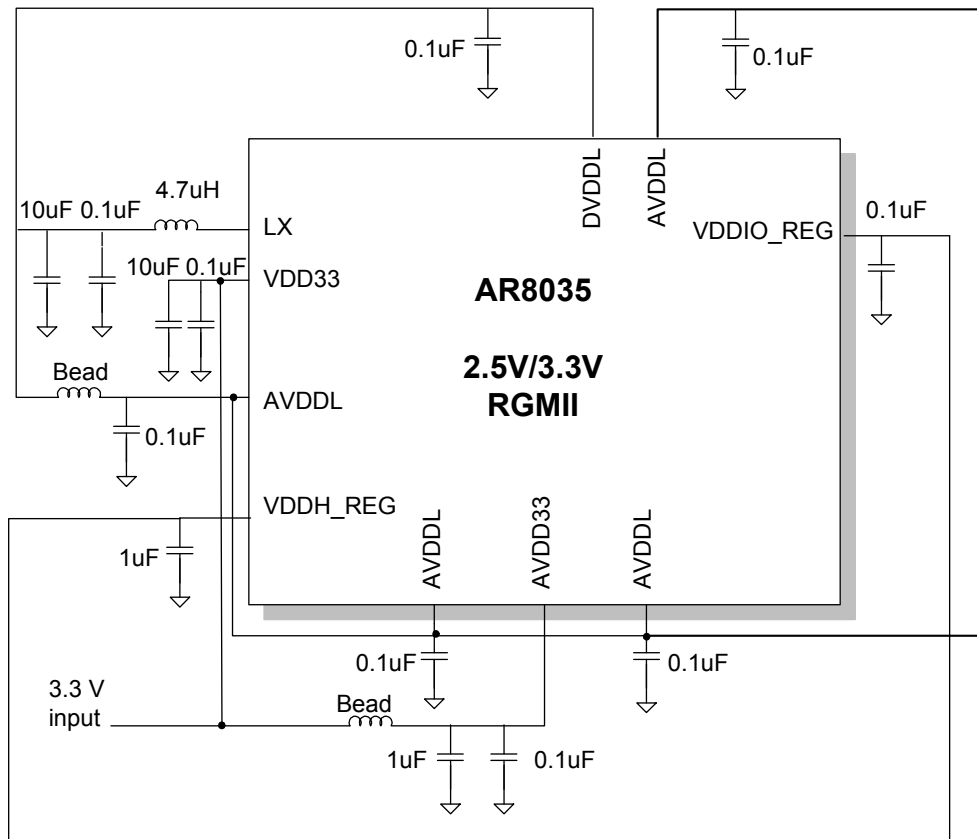 0.1uF
0.1uF
DVDDL
AVDDL
4.7uH
10uF 0.1uF
LX
VDDIO_REG
0.1uF
10uF 0.1uF
VDD33
AR8035
2.5V/3.3V
RGMII
Bead
AVDDL
0.1uF
VDDH_REG
1uF
AVDDL
AVDD33
AVDDL
0.1uF
0.1uF
3.3 V
input
Bead
1uF
0.1uF